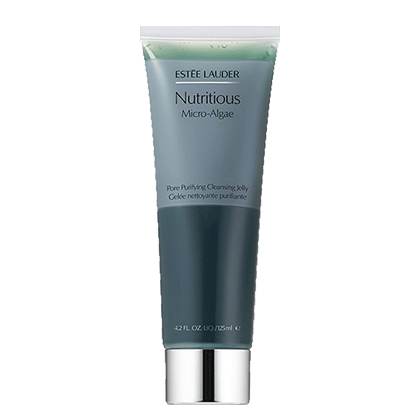 ESTĒE LAUDER
Nutritious
Micro-Algae
Pore Purifying Cleansing Jelly
Gelée nettoyante purifiante
4.2 FL. OZ. LIQ./125ml ℮